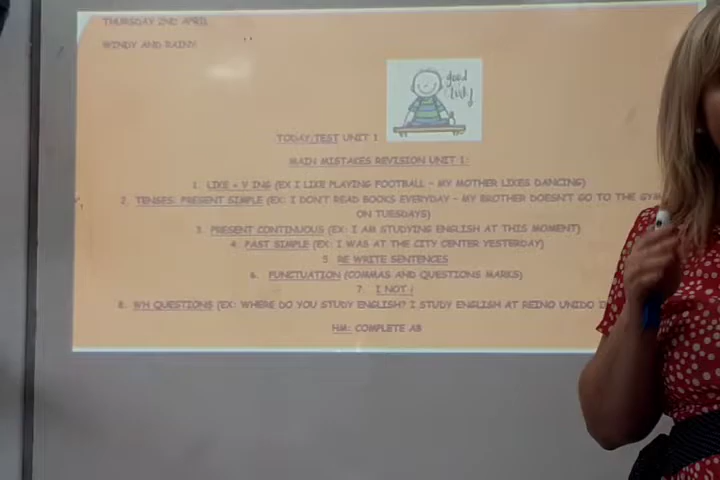 THURSDAY 2ND APRIL
WINDY AND RAINY
good
luck!
TODAY:TEST UNIT 1
MAIN MISTAKES REVISION UNIT 1:
1. LIKE + V ING (EX I LIKE PLAYING FOOTBALL – MY MOTHER LIKES DANCING)
2. TENSES: PRESENT SIMPLE (EX: I DON'T READ BOOKS EVERYDAY – MY BROTHER DOESN'T GO TO THE GYM
ON TUESDAYS)
3. PRESENT CONTINUOUS (EX: I AM STUDYING ENGLISH AT THIS MOMENT)
4. PAST SIMPLE (EX: I WAS AT THE CITY CENTER YESTERDAY)
5. RE WRITE SENTENCES
6. PUNCTUATION (COMMAS AND QUESTIONS MARKS)
7. I NOT i
8. WH QUESTIONS (EX: WHERE DO YOU STUDY ENGLISH? I STUDY ENGLISH AT REINO UNIDO
HM: COMPLETE AB